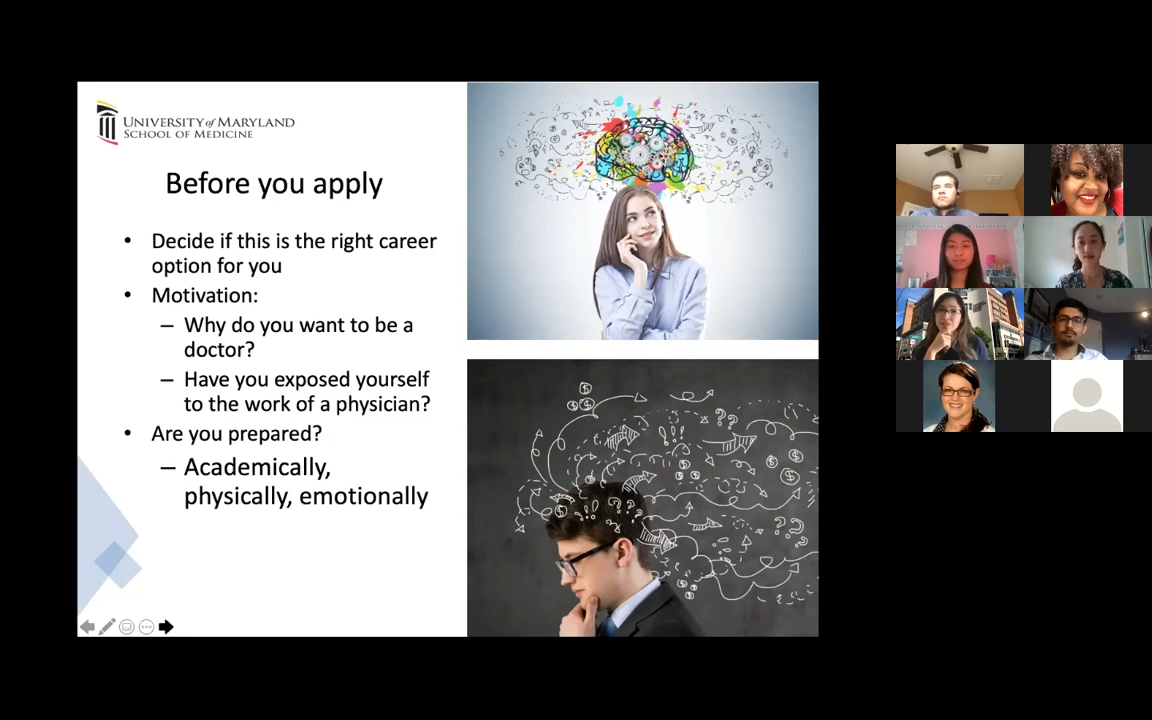 UNIVERSITY of MARYLAND
SCHOOL OF MEDICINE
Before you apply
• Decide if this is the right career
option for you
• Motivation:
– Why do you want to be a
doctor?
– Have you exposed yourself
to the work of a physician?
• Are you prepared?
– Academically,
physically, emotionally